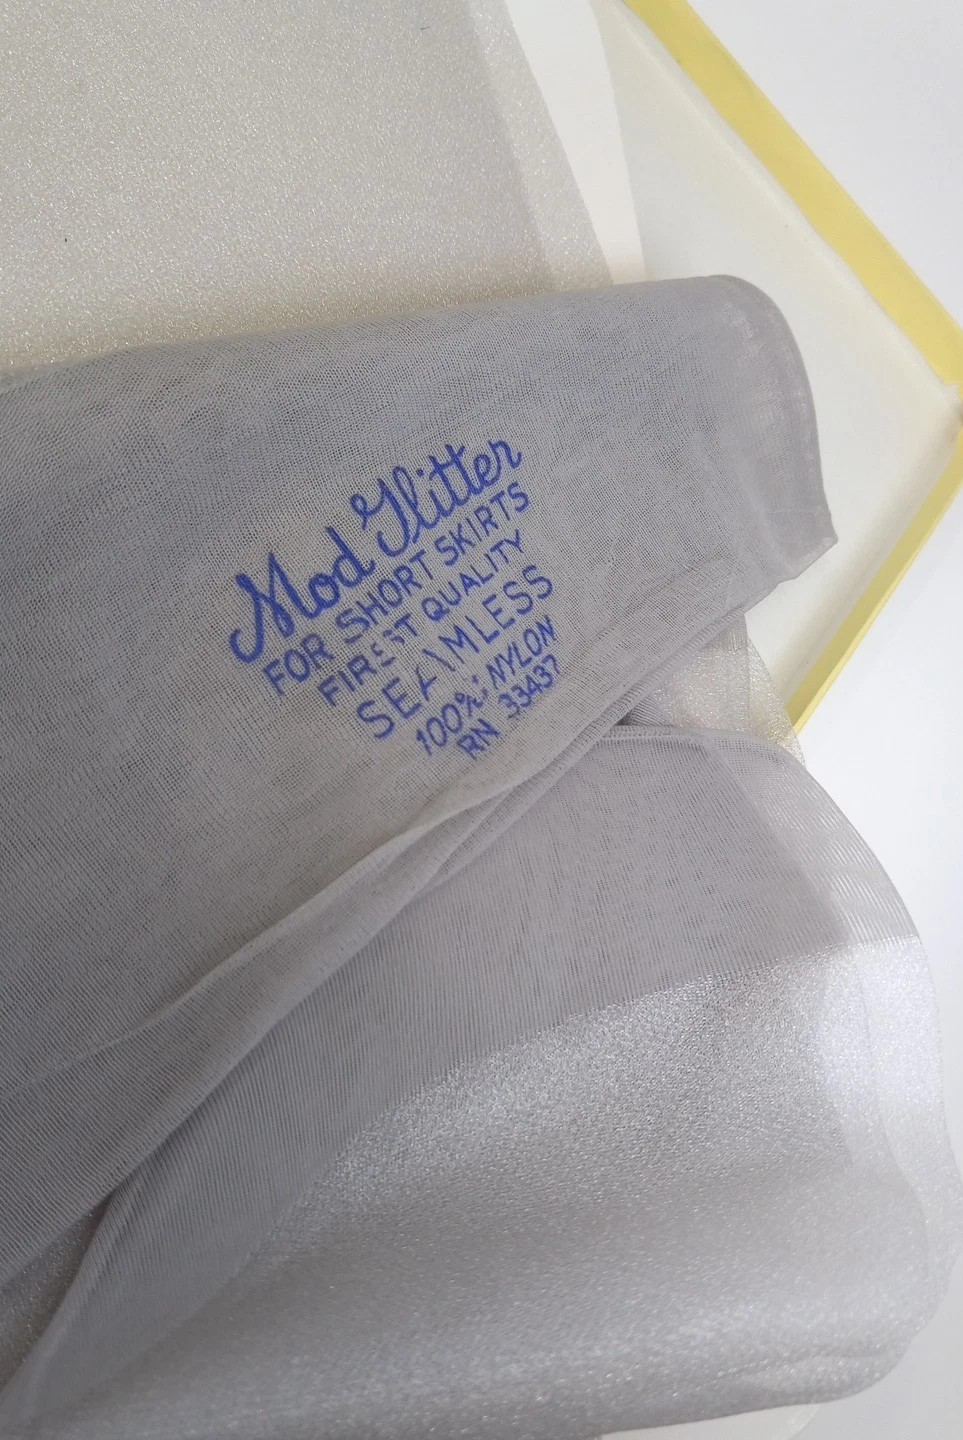 Mod Glitter
FOR SHORT SKIRTS
FIRST QUALITY
SEAMLESS
100% NYLON
RN 33437